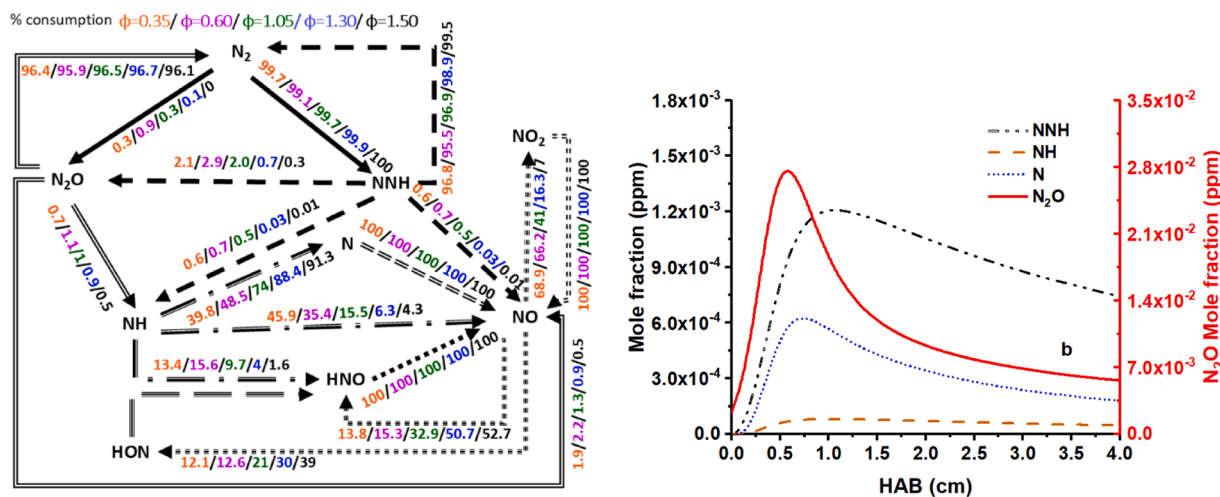 % consumption ϕ=0.35/ ϕ=0.60/ ϕ=1.05/ ϕ=1.30/ ϕ=1.50
N₂
96.4/95.9/96.5/96.7/96.1
0.3/0.9/0.3/0.1/0
99.7/99.1/99.7/99.9/100
96.8/95.5/96.9/98.9/99.5
NO₂
2.1/2.9/2.0/0.7/0.3
N₂O
NNH
0.7/1.1/1/0.9/0.5
0.6/0.7/0.5/0.03/0.01
N
0.6/0.7/0.5/0.03/0.01
68.9/66.2/41/16.3/7
100/100/100/100/100
39.8/48.5/74/88.4/91.3
100/100/100/100/100
NH
45.9/35.4/15.5/6.3/4.3
NO
13.4/15.6/9.7/4/1.6
HNO
100/100/100/100/100
13.8/15.3/32.9/50.7/52.7
HON
12.1/12.6/21/30/39
1.9/2.2/1.3/0.9/0.5
Mole fraction (ppm)
1.8x10⁻³
1.5x10⁻³
1.2x10⁻³
9.0x10⁻⁴
6.0x10⁻⁴
3.0x10⁻⁴
0.0
NNH
NH
N
N₂O
b
3.5x10⁻²
2.8x10⁻²
2.1x10⁻²
1.4x10⁻²
7.0x10⁻³
0.0
N₂O Mole fraction (ppm)
0.0 0.5 1.0 1.5 2.0 2.5 3.0 3.5 4.0
HAB (cm)